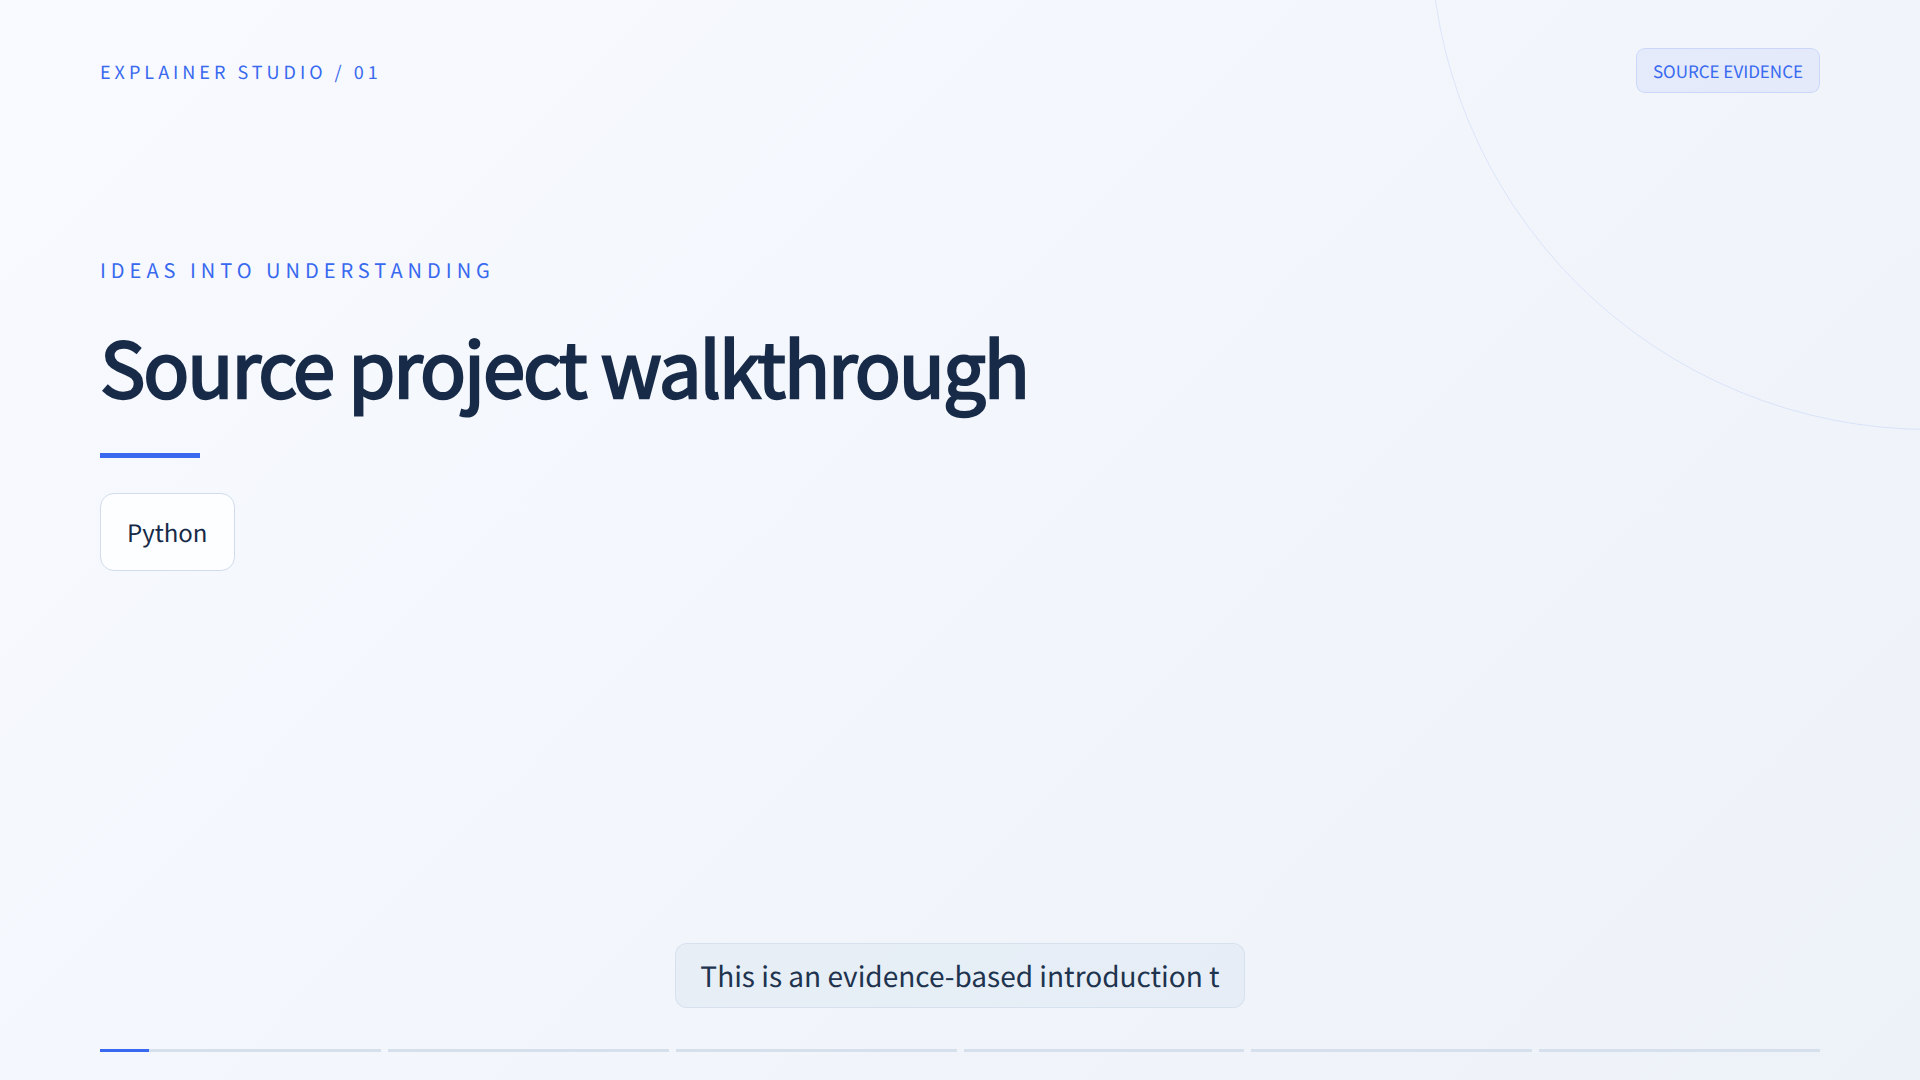 EXPLAINER STUDIO / 01
SOURCE EVIDENCE
IDEAS INTO UNDERSTANDING
Source project walkthrough
Python
This is an evidence-based introduction t